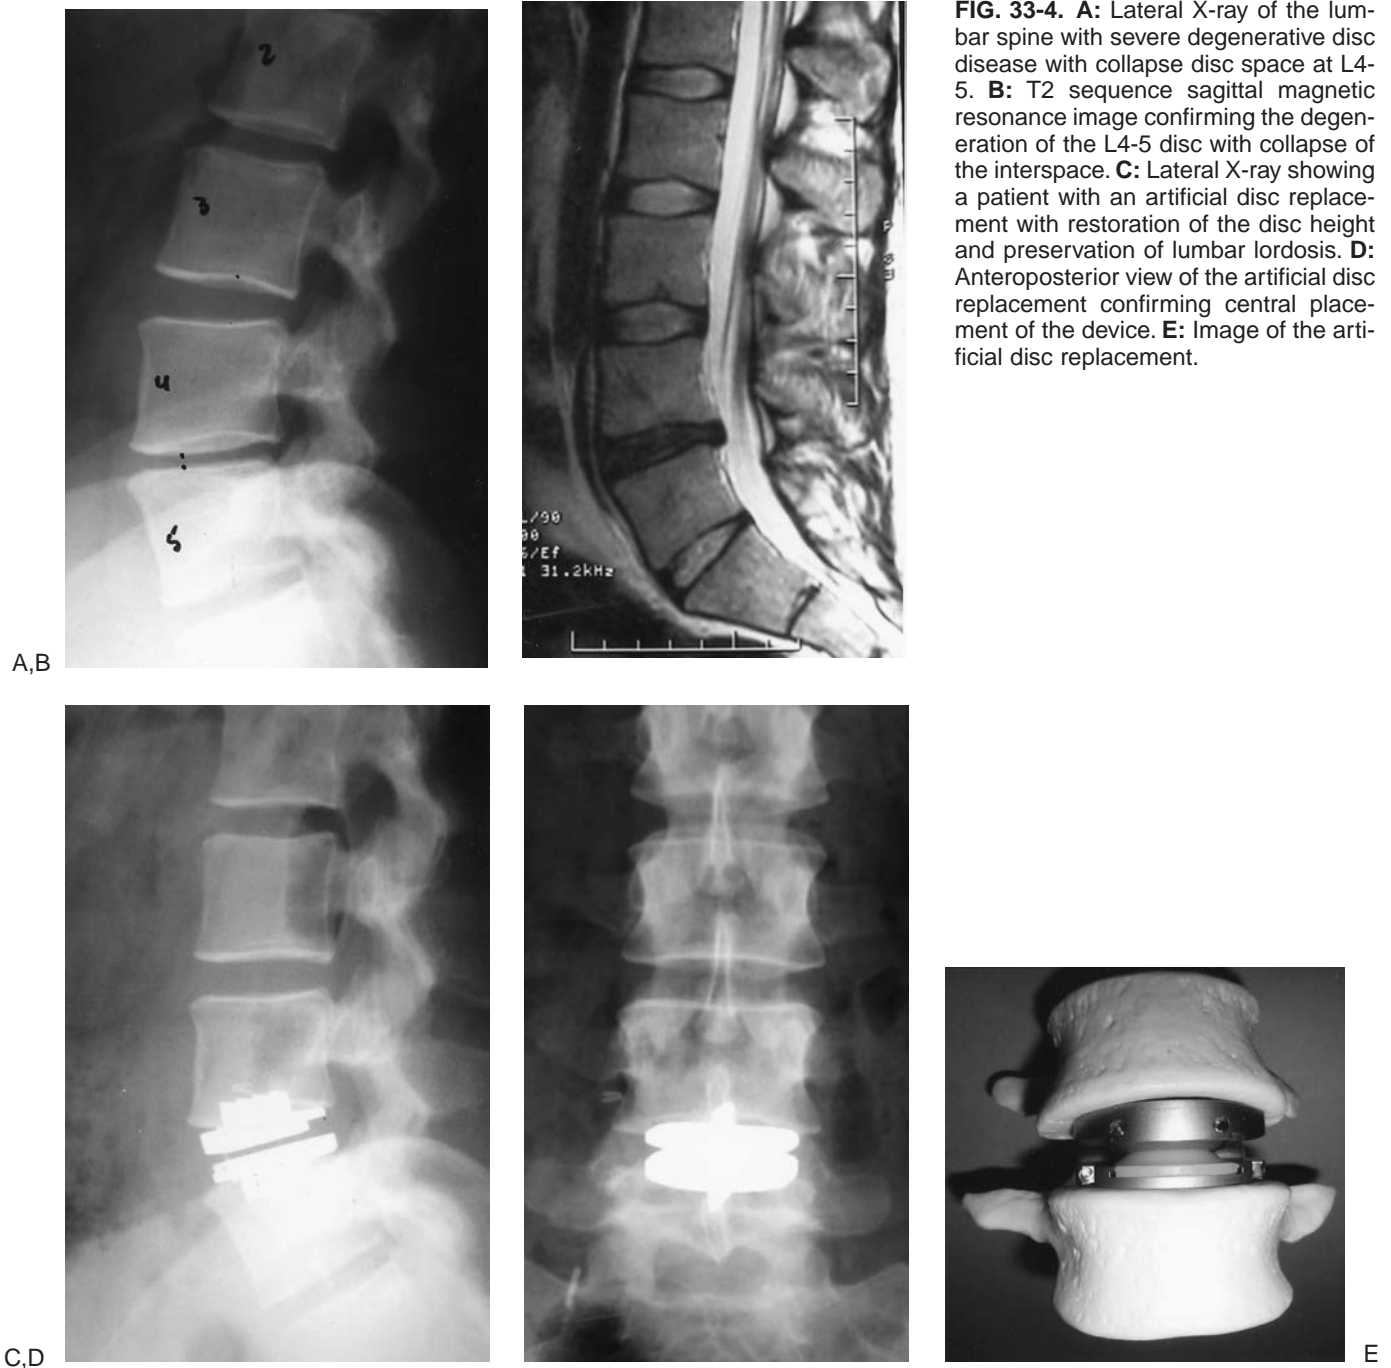 FIG. 33-4. A: Lateral X-ray of the lum-
bar spine with severe degenerative disc
disease with collapse disc space at L4-
5. B: T2 sequence sagittal magnetic
resonance image confirming the degen-
eration of the L4-5 disc with collapse of
the interspace. C: Lateral X-ray showing
a patient with an artificial disc replace-
ment with restoration of the disc height
and preservation of lumbar lordosis. D:
Anteroposterior view of the artificial disc
replacement confirming central place-
ment of the device. E: Image of the arti-
ficial disc replacement.
2
3
4
5
L/90
00
6/Ef
31.2kHz
A,B
C,D
E